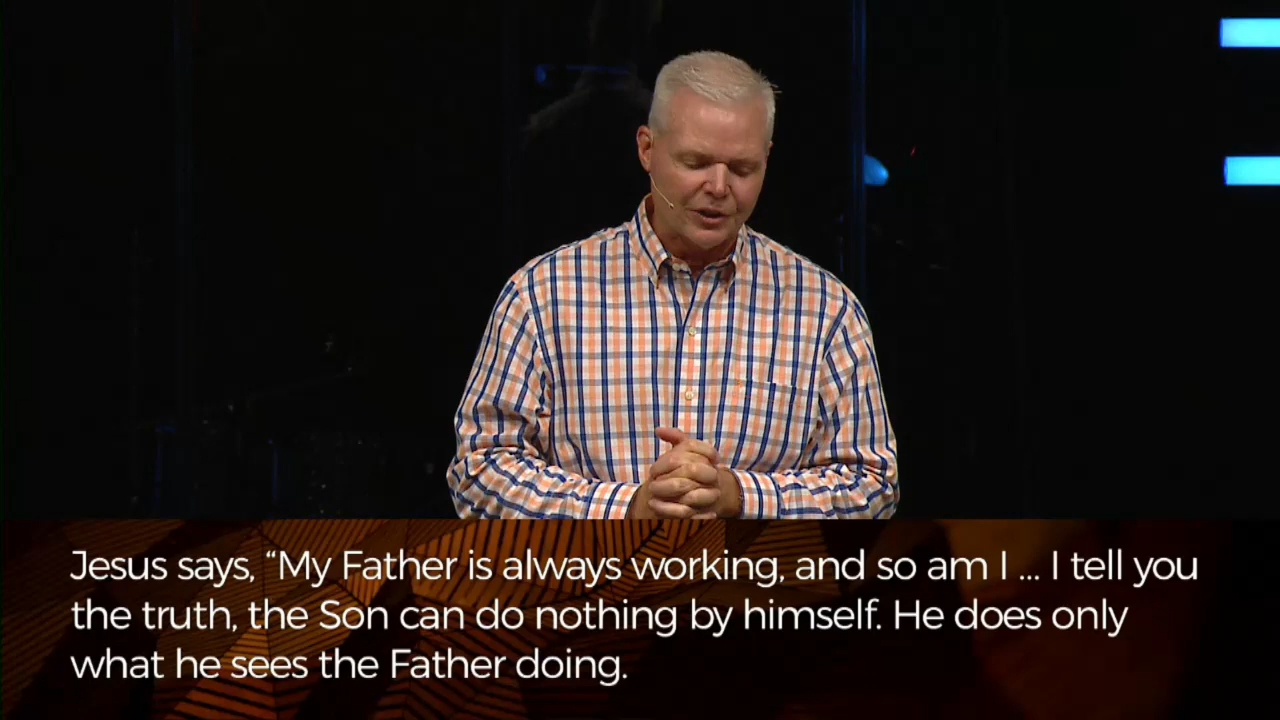 Jesus says, “My Father is always working, and so am I ... I tell you
the truth, the Son can do nothing by himself. He does only
what he sees the Father doing.